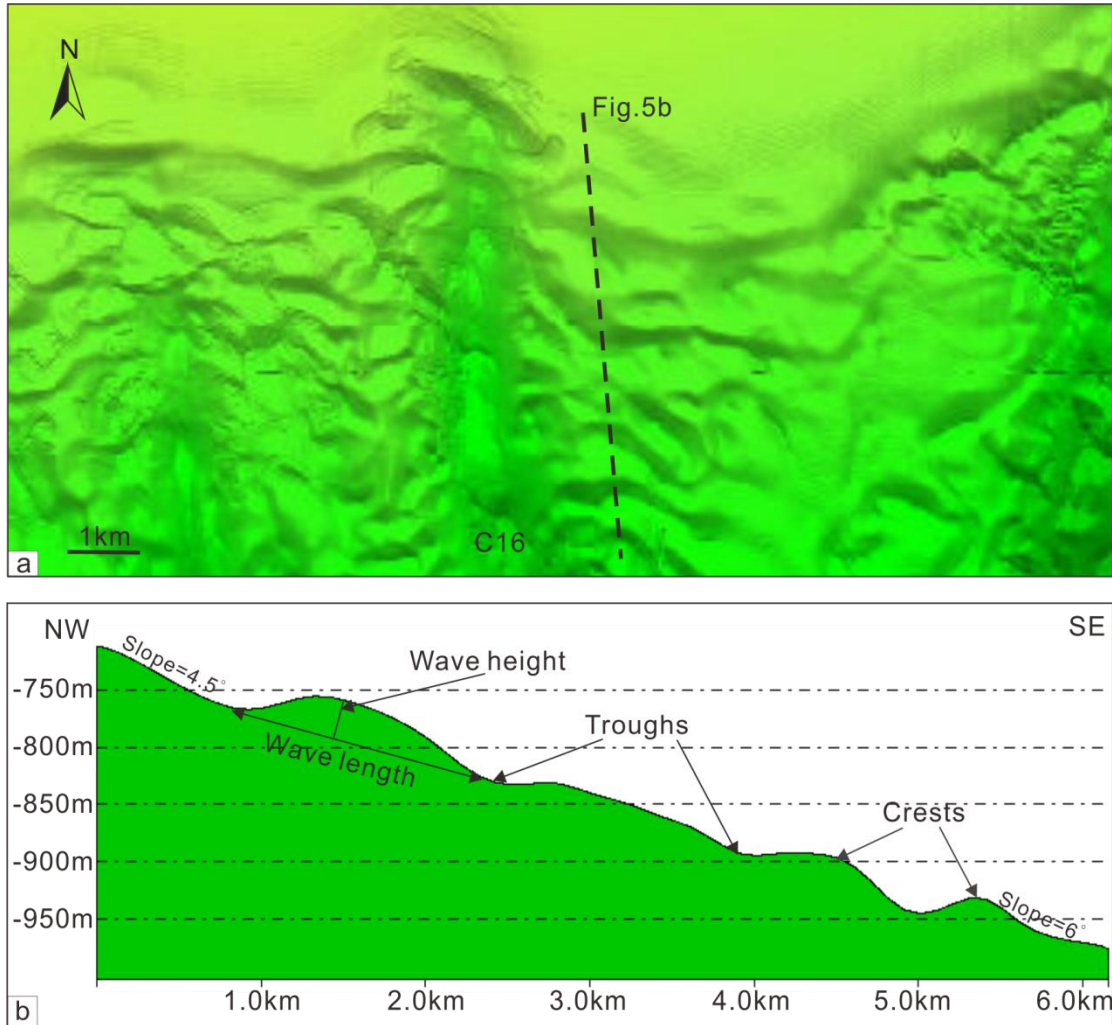 N
Fig.5b
1km
C16
a
NW
SE
Slope=4.5°
Wave height
-750m
Troughs
-800m
Wave length
-850m
Crests
-900m
-950m
Slope=6°
b
1.0km
2.0km
3.0km
4.0km
5.0km
6.0km